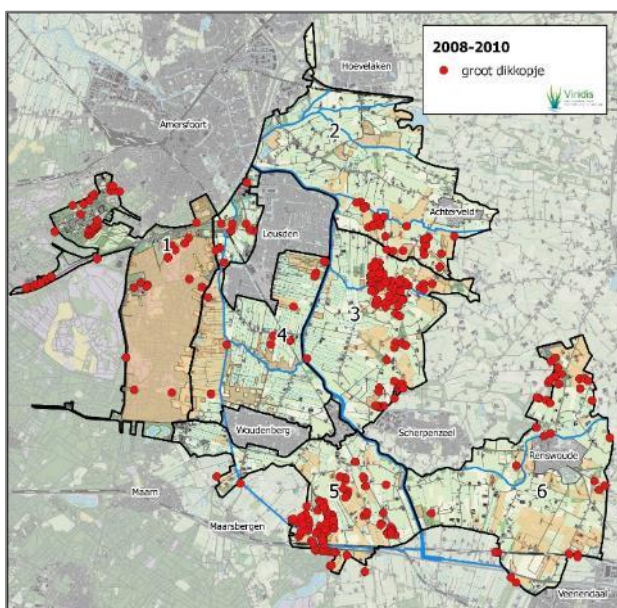 2008-2010
groot dikkopje
Viridis
Hoevelaken
Amersfoort
2
Achterveld
1
Leusden
3
4
Woudenberg
Scherpenzeel
Renswoude
Maarn
5
6
Maarsbergen
Veenendaal